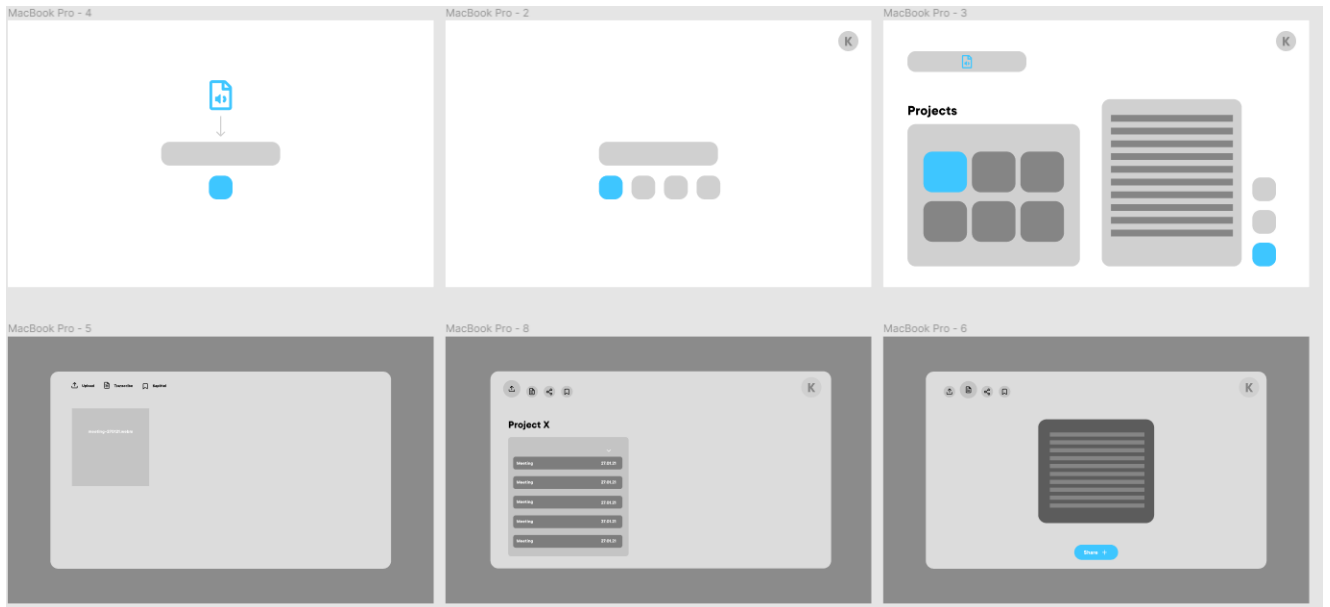 MacBook Pro - 4
MacBook Pro - 2
K
MacBook Pro - 3
K
Projects
MacBook Pro - 5
Upload Transcribe
MacBook Pro - 8
K
Project X
Meeting 27.01.21
Meeting 27.01.21
Meeting 27.01.21
Meeting 27.01.21
Meeting 27.01.21
MacBook Pro - 6
K
Share +